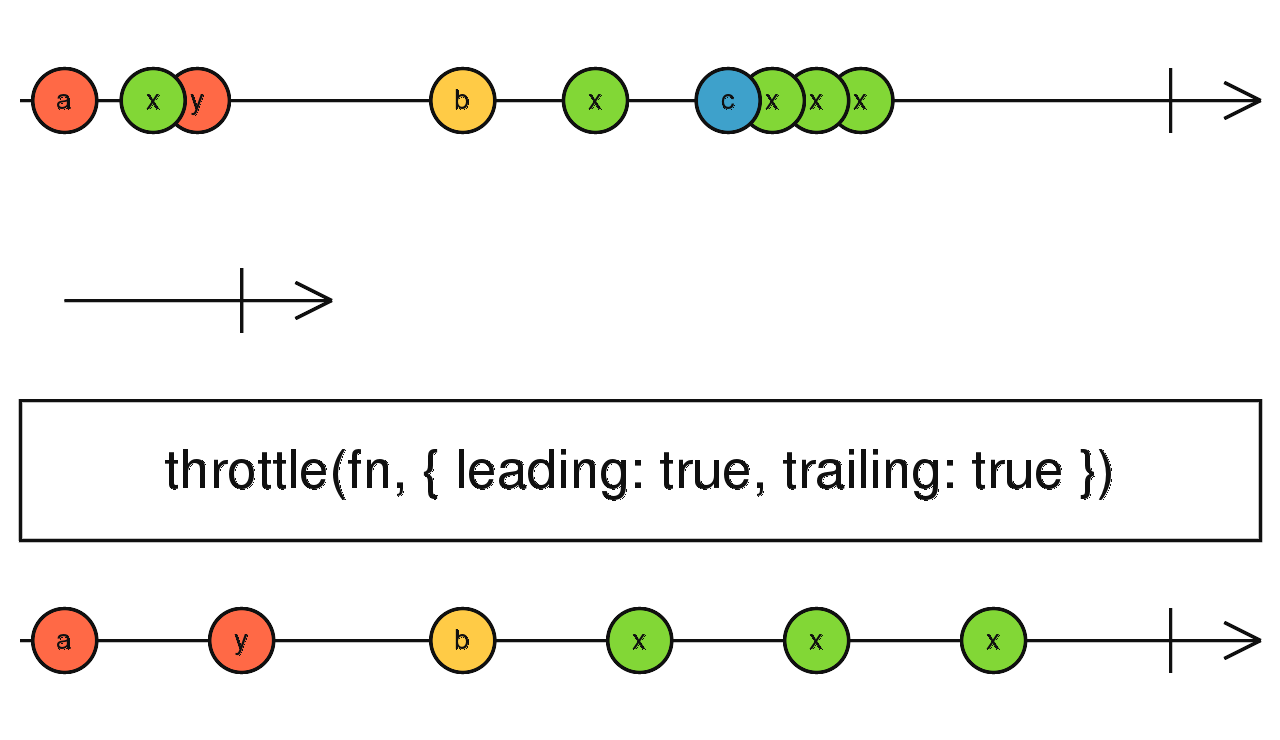 a x y b x c x x x
throttle(fn, { leading: true, trailing: true })
a y b x x x